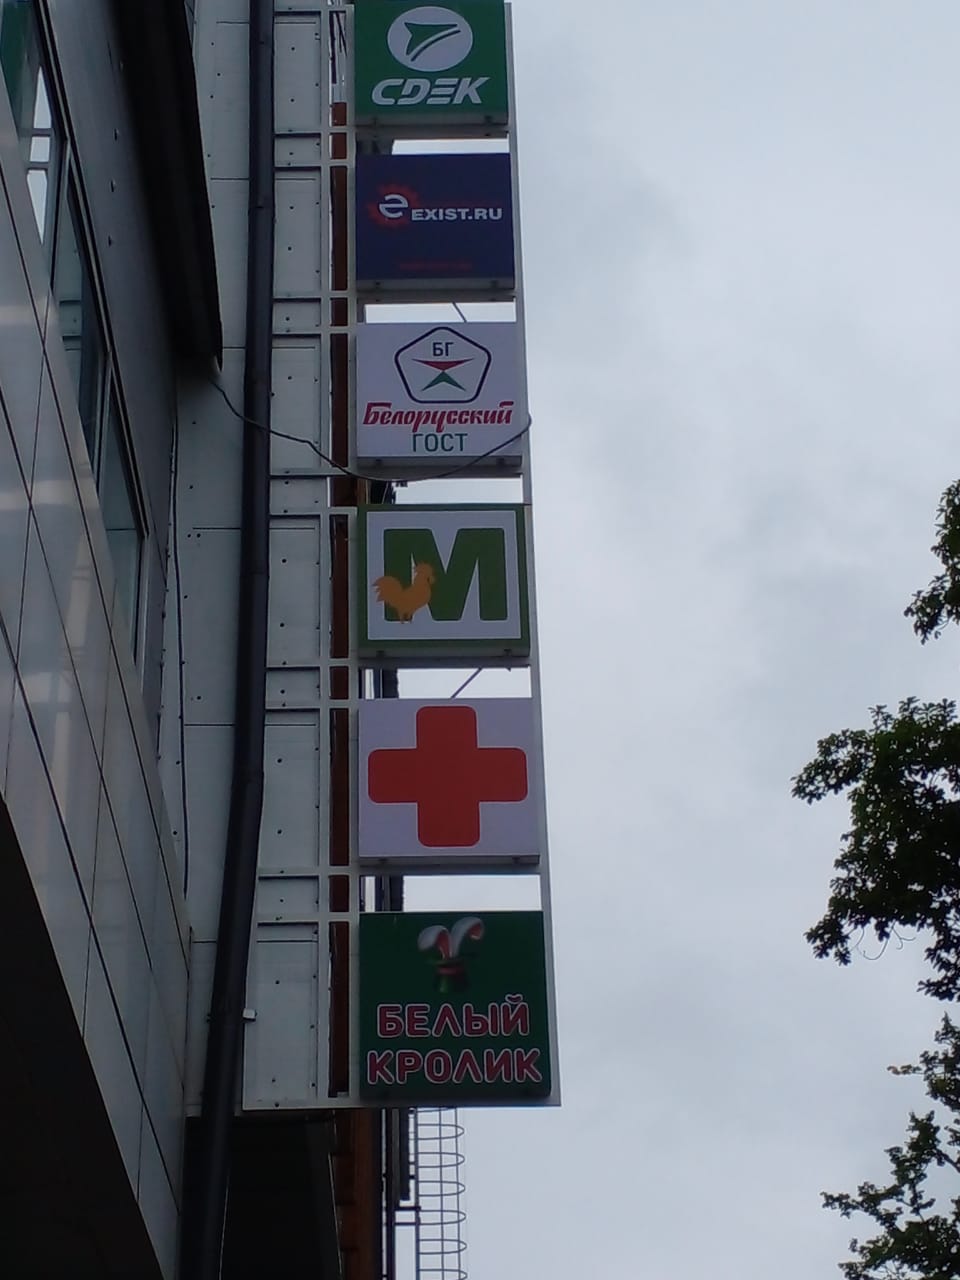 CDEK
EXIST.RU
БГ
Белорусский
ГОСТ
М
БЕЛЫЙ
КРОЛИК